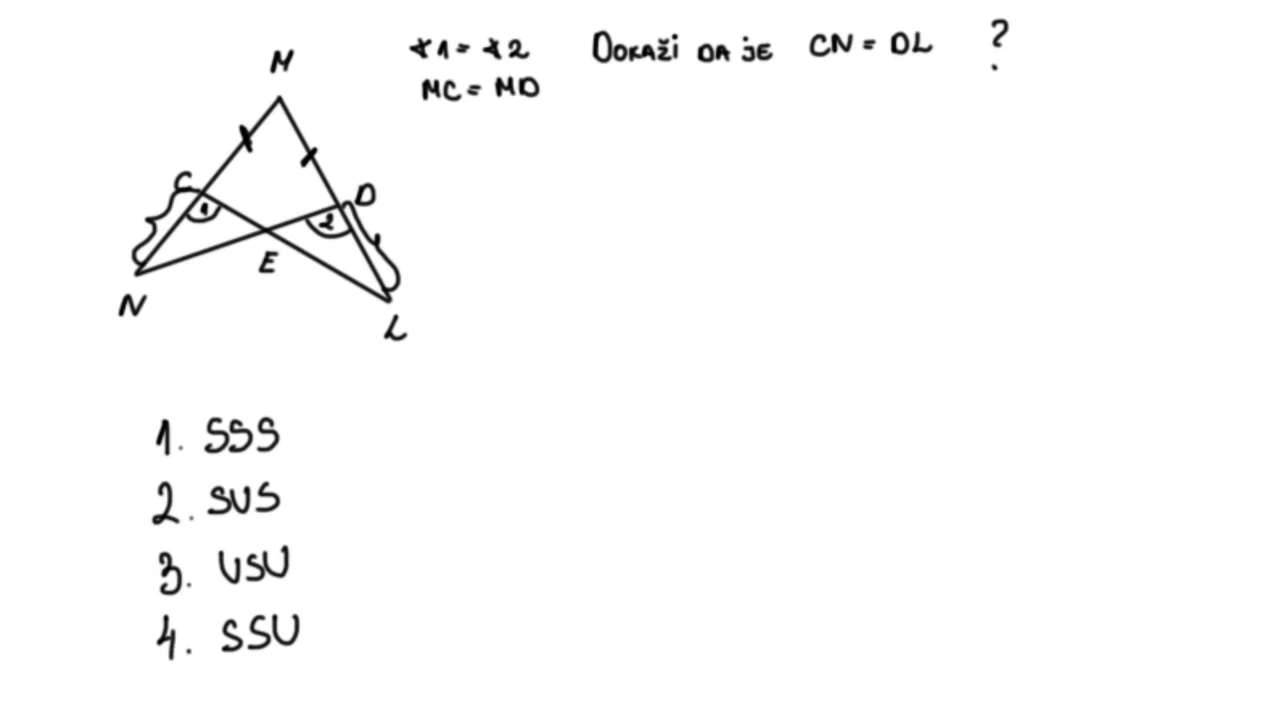 M
∢1 = ∢2 Dokaži da je CN = DL ?
MC = MD
C
D
1
2
E
N
L
1. SSS
2. SUS
3. USU
4. SSU